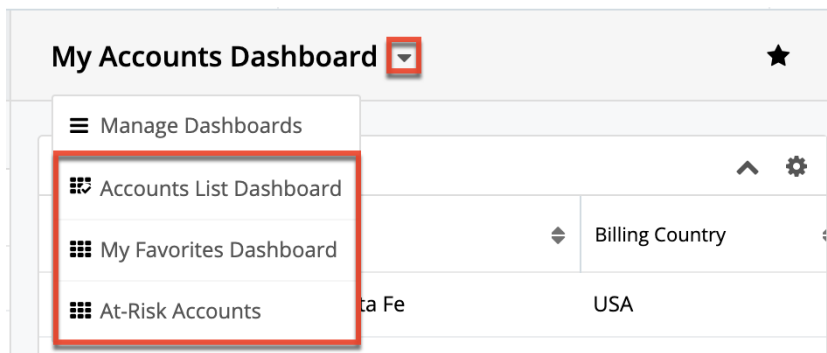 My Accounts Dashboard
Manage Dashboards
Accounts List Dashboard
My Favorites Dashboard
Billing Country
At-Risk Accounts
ta Fe
USA